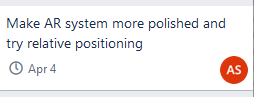 Make AR system more polished and
try relative positioning
Apr 4
AS